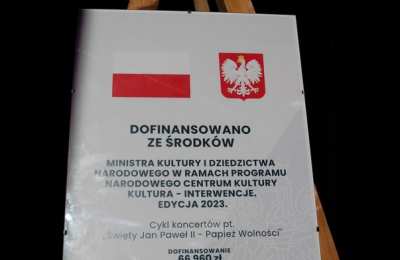 DOFINANSOWANO
ZE ŚRODKÓW
MINISTRA KULTURY I DZIEDZICTWA
NARODOWEGO W RAMACH PROGRAMU
NARODOWEGO CENTRUM KULTURY
KULTURA - INTERWENCJE.
EDYCJA 2023.
Cykl koncertów pt.
„Święty Jan Paweł II - Papież Wolności"
DOFINANSOWANIE
66 960 zł